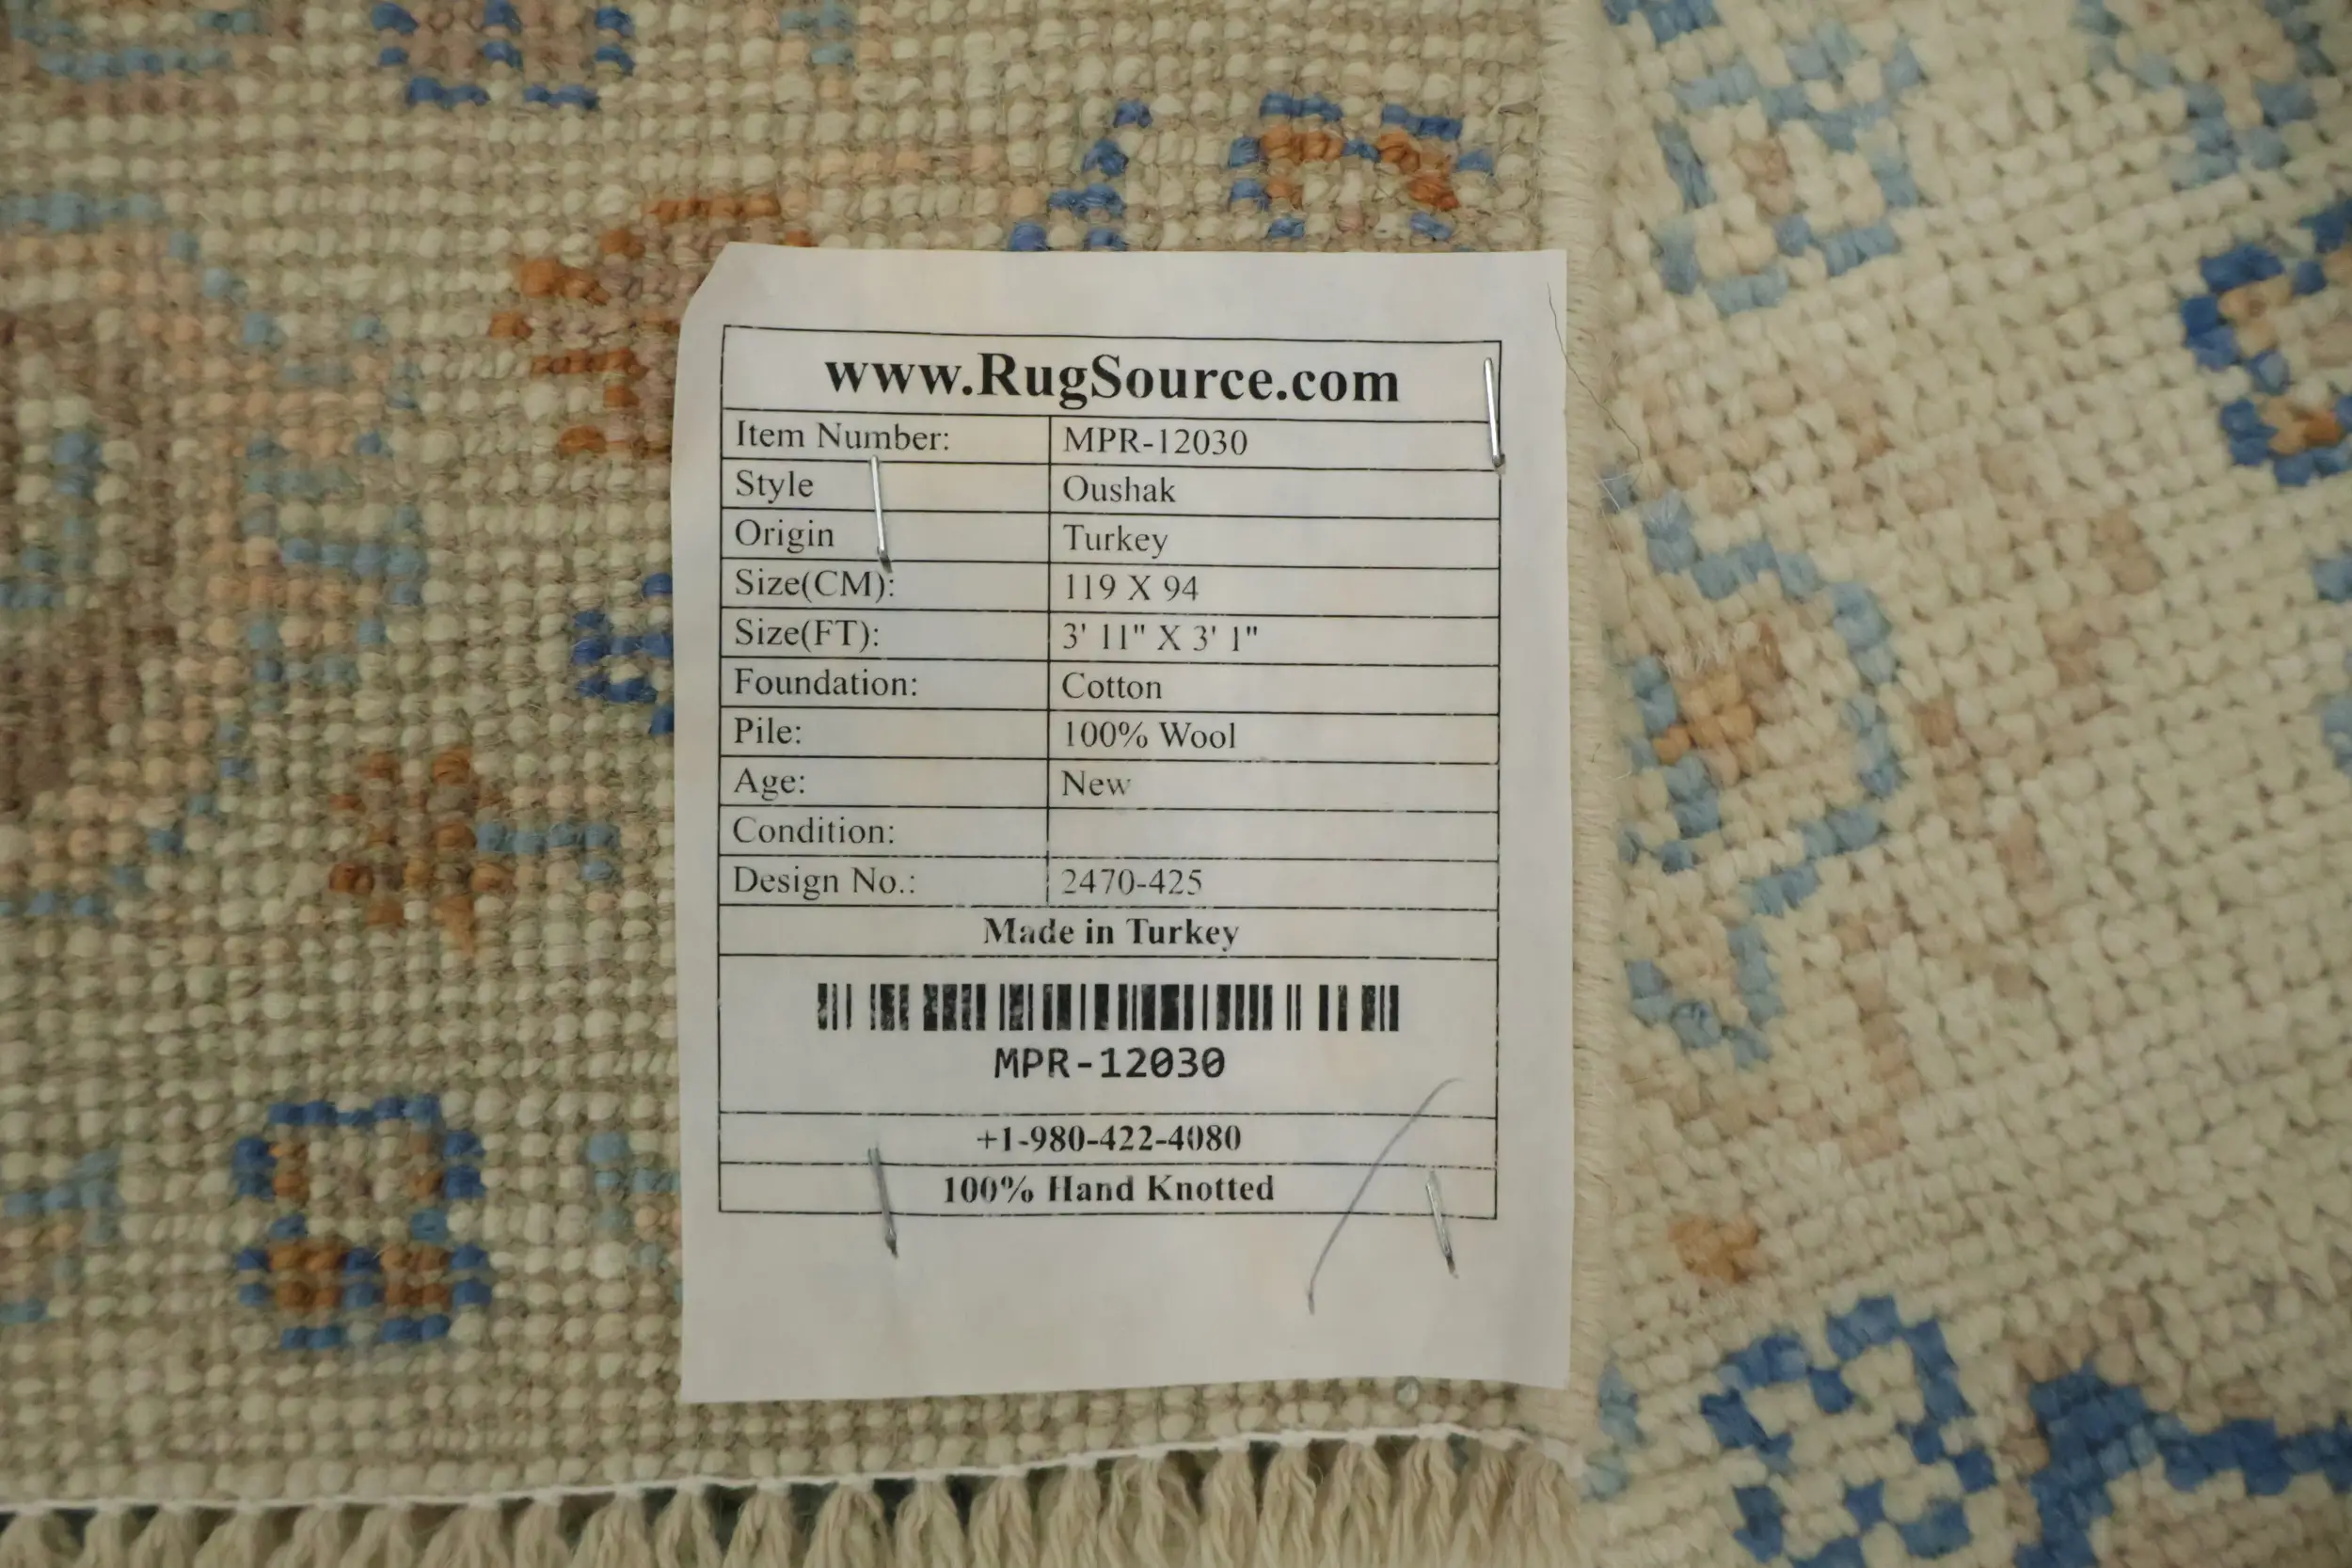 www.RugSource.com
Item Number: MPR-12030
Style Oushak
Origin Turkey
Size(CM): 119 X 94
Size(FT): 3' 11" X 3' 1"
Foundation: Cotton
Pile: 100% Wool
Age: New
Condition:
Design No.: 2470-425
Made in Turkey
MPR-12030
+1-980-422-4080
100% Hand Knotted